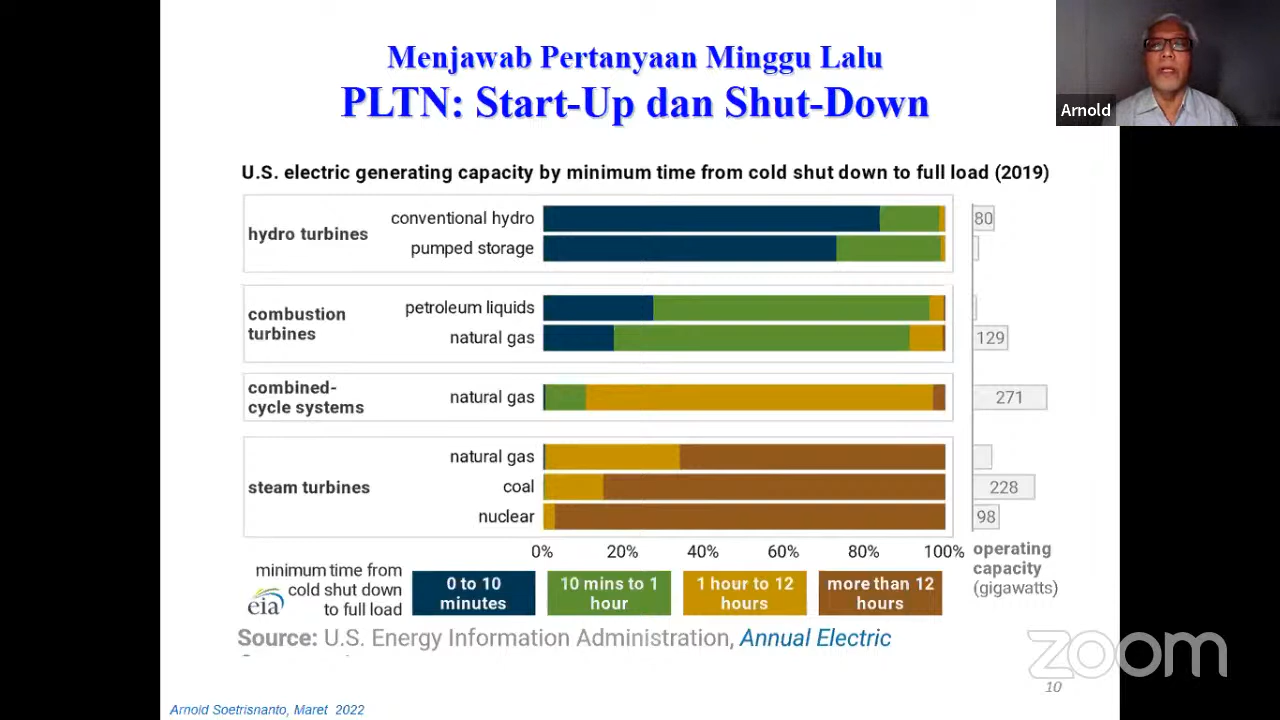 Menjawab Pertanyaan Minggu Lalu
PLTN: Start-Up dan Shut-Down
Arnold
U.S. electric generating capacity by minimum time from cold shut down to full load (2019)
hydro turbines
conventional hydro
80
pumped storage
combustion
turbines
petroleum liquids
natural gas
129
combined-
cycle systems
natural gas
271
steam turbines
natural gas
coal
228
nuclear
98
0% 20% 40% 60% 80% 100%
operating
capacity
(gigawatts)
minimum time from
cold shut down
to full load
eia
0 to 10
minutes
10 mins to 1
hour
1 hour to 12
hours
more than 12
hours
Source: U.S. Energy Information Administration, Annual Electric
zoom
10
Arnold Soetrisnanto, Maret 2022